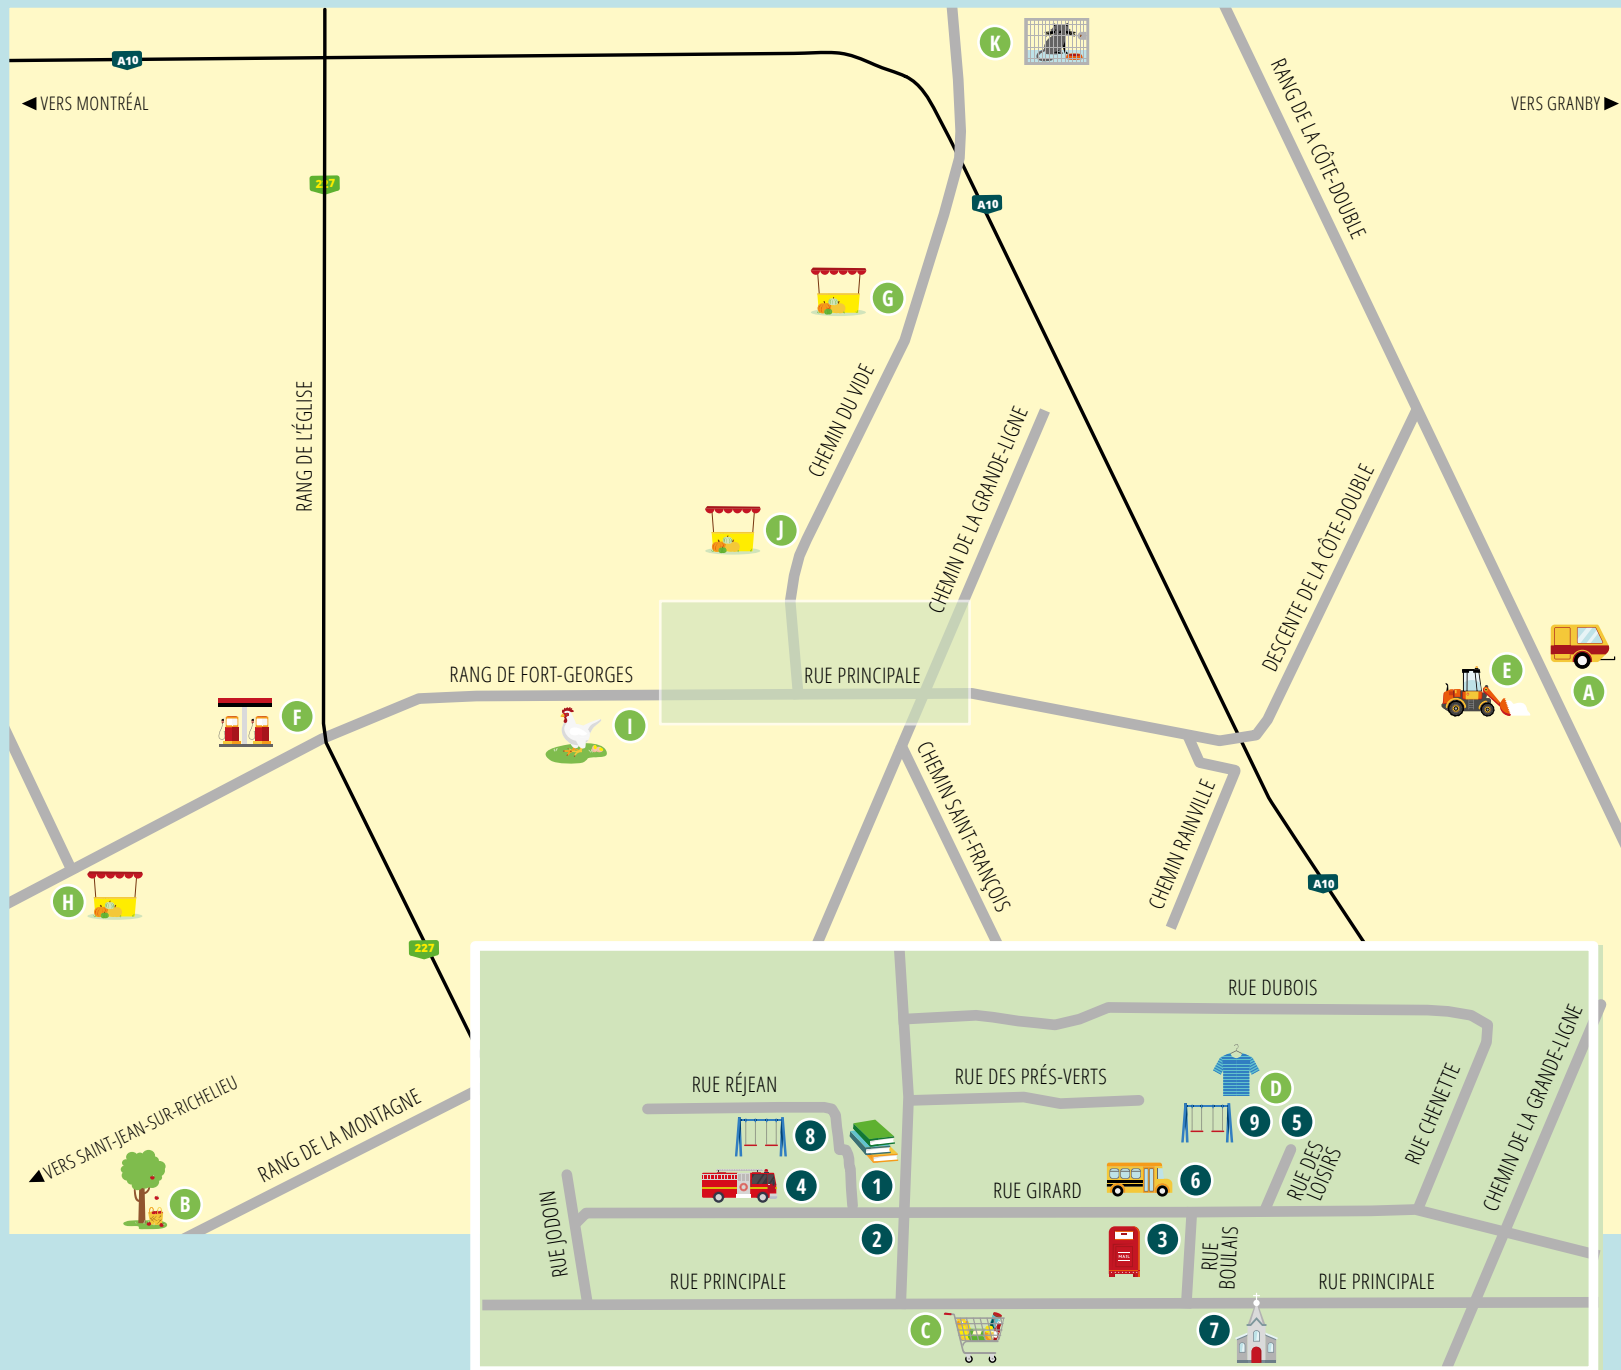 A10
K
VERS MONTRÉAL
VERS GRANBY
RANG DE LA CÔTE-DOUBLE
227
A10
G
RANG DE L'ÉGLISE
CHEMIN DU VIDE
CHEMIN DE LA GRANDE-LIGNE
DESCENTE DE LA CÔTE-DOUBLE
J
RANG DE FORT-GEORGES
RUE PRINCIPALE
E
A
F
I
CHEMIN SAINT-FRANÇOIS
CHEMIN RAINVILLE
A10
H
227
VERS SAINT-JEAN-SUR-RICHELIEU
RANG DE LA MONTAGNE
B
RUE DUBOIS
RUE DES PRÉS-VERTS
RUE RÉJEAN
D
9
5
8
4
1
RUE GIRARD
6
RUE DES
LOISIRS
RUE CHENETTE
CHEMIN DE LA GRANDE-LIGNE
RUE JODOIN
2
MAIL
3
RUE
BOULAIS
RUE PRINCIPALE
RUE PRINCIPALE
C
7